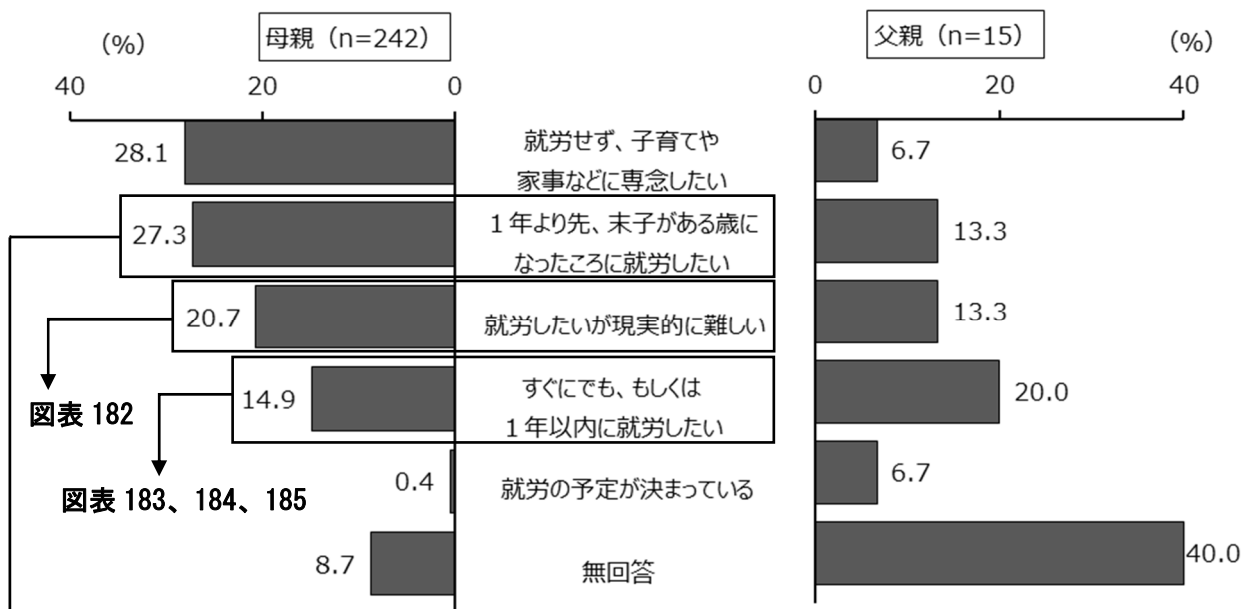 母親（n=242）
父親（n=15）
（%）
（%）
40 20 0
0 20 40
28.1
就労せず、子育てや
家事などに専念したい
6.7
27.3
１年より先、末子がある歳に
なったころに就労したい
13.3
20.7
就労したいが現実的に難しい
13.3
図表 182
14.9
すぐにでも、もしくは
１年以内に就労したい
20.0
図表 183、184、185
0.4
就労の予定が決まっている
6.7
8.7
無回答
40.0